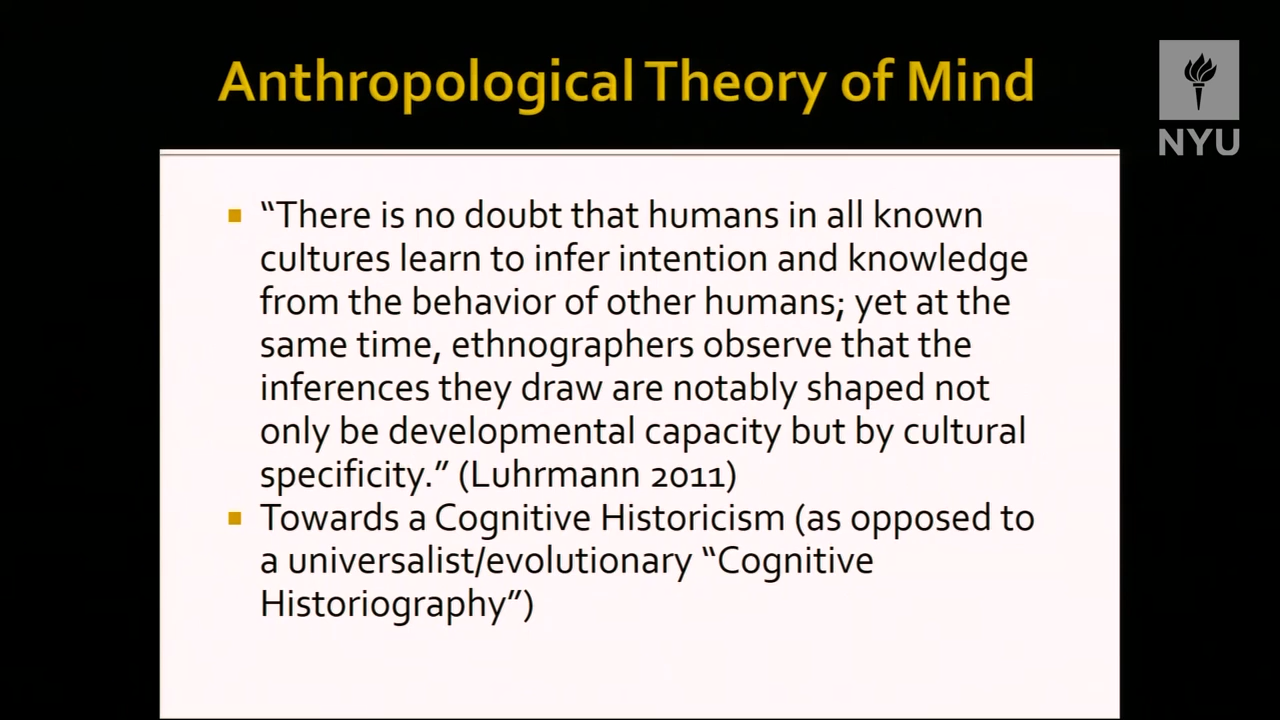 Anthropological Theory of Mind
NYU
“There is no doubt that humans in all known
cultures learn to infer intention and knowledge
from the behavior of other humans; yet at the
same time, ethnographers observe that the
inferences they draw are notably shaped not
only be developmental capacity but by cultural
specificity.” (Luhrmann 2011)
Towards a Cognitive Historicism (as opposed to
a universalist/evolutionary “Cognitive
Historiography”)